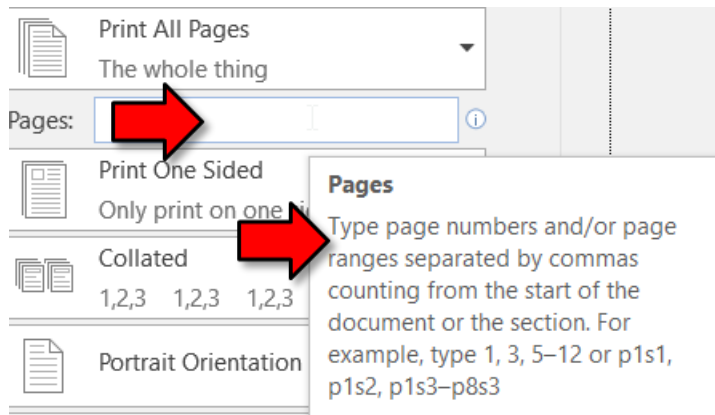 Print All Pages
The whole thing
Pages:
Print One Sided
Only print on one
Pages
Type page numbers and/or page
ranges separated by commas
counting from the start of the
document or the section. For
example, type 1, 3, 5–12 or p1s1,
p1s2, p1s3–p8s3
Collated
1,2,3 1,2,3 1,2,3
Portrait Orientation